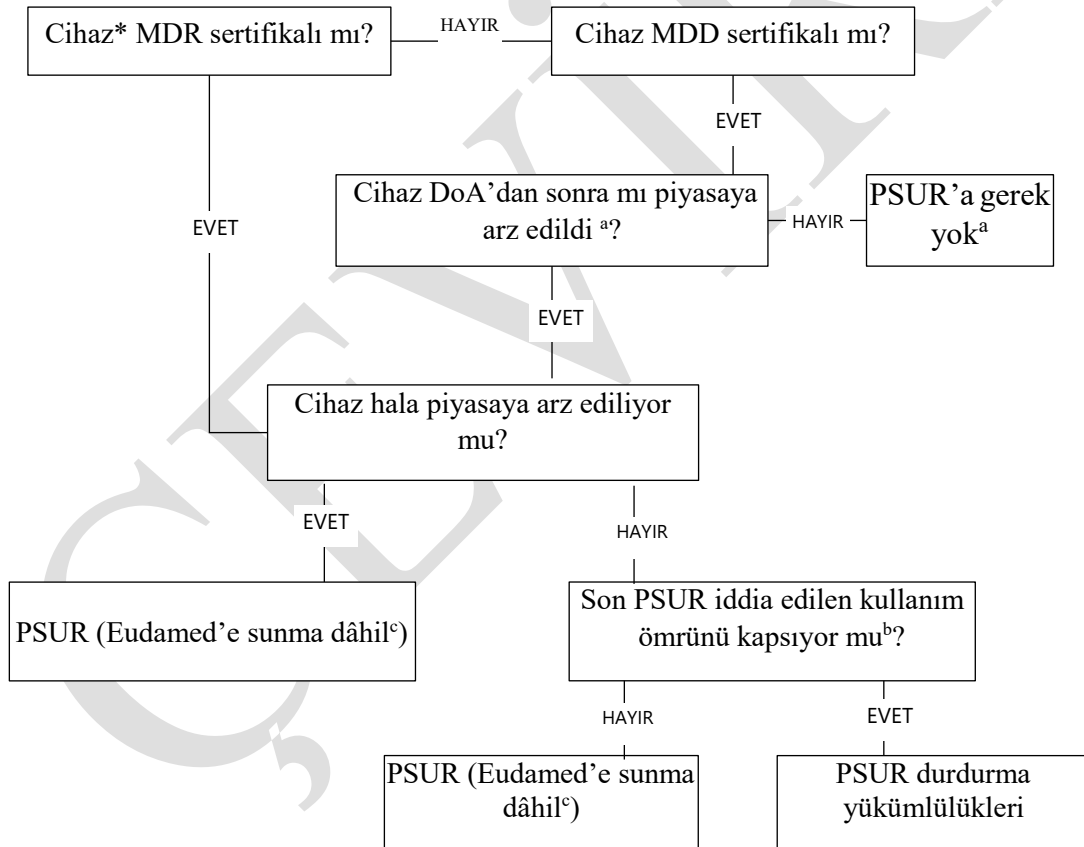 Cihaz* MDR sertifikalı mı?
HAYIR
Cihaz MDD sertifikalı mı?
EVET
EVET
Cihaz DoA’dan sonra mı piyasaya
arz edildi ᵃ?
HAYIR
PSUR’a gerek
yokᵃ
EVET
Cihaz hala piyasaya arz ediliyor
mu?
EVET
HAYIR
PSUR (Eudamed’e sunma dâhilᶜ)
Son PSUR iddia edilen kullanım
ömrünü kapsıyor muᵇ?
HAYIR
EVET
PSUR (Eudamed’e sunma
dâhilᶜ)
PSUR durdurma
yükümlülükleri
ÇEVİR